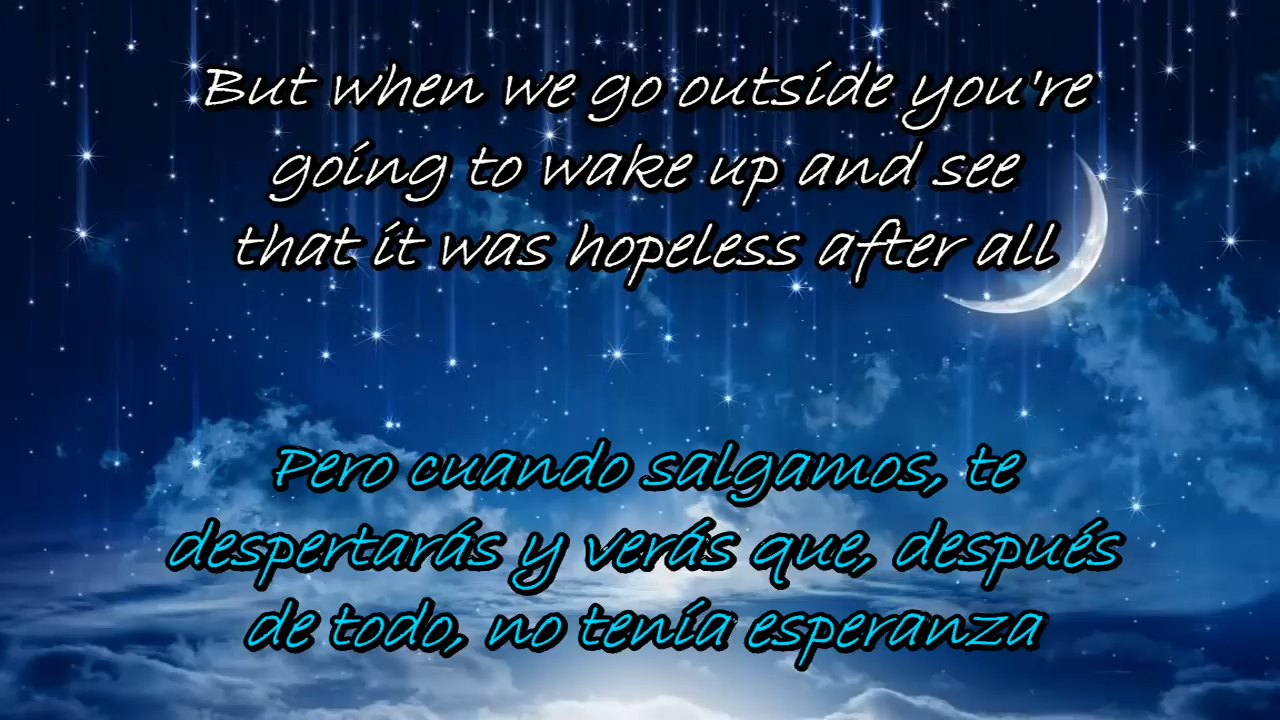 But when we go outside you're
going to wake up and see
that it was hopeless after all
Pero cuando salgamos, te
despertarás y verás que, después
de todo, no tenía esperanza